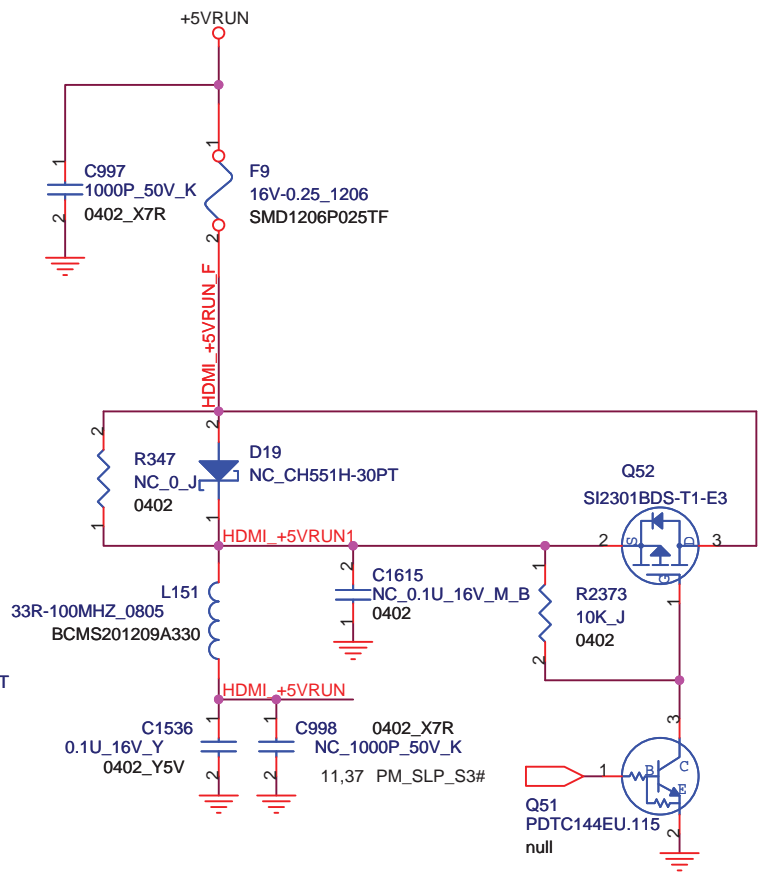 +5VRUN
1
C997
1000P_50V_K
0402_X7R
2
1
F9
16V-0.25_1206
SMD1206P025TF
2
HDMI_+5VRUN_F
2
R347
NC_0_J
0402
1
2
D19
NC_CH551H-30PT
1
HDMI_+5VRUN1
Q52
SI2301BDS-T1-E3
2
S
D
G
3
1
2
C1615
NC_0.1U_16V_M_B
0402
1
1
R2373
10K_J
0402
2
L151
33R-100MHZ_0805
BCMS201209A330
T
HDMI_+5VRUN
1
C1536
0.1U_16V_Y
0402_Y5V
2
1
C998
0402_X7R
NC_1000P_50V_K
2
11,37 PM_SLP_S3#
3
1
B
C
E
Q51
PDTC144EU.115
null
2